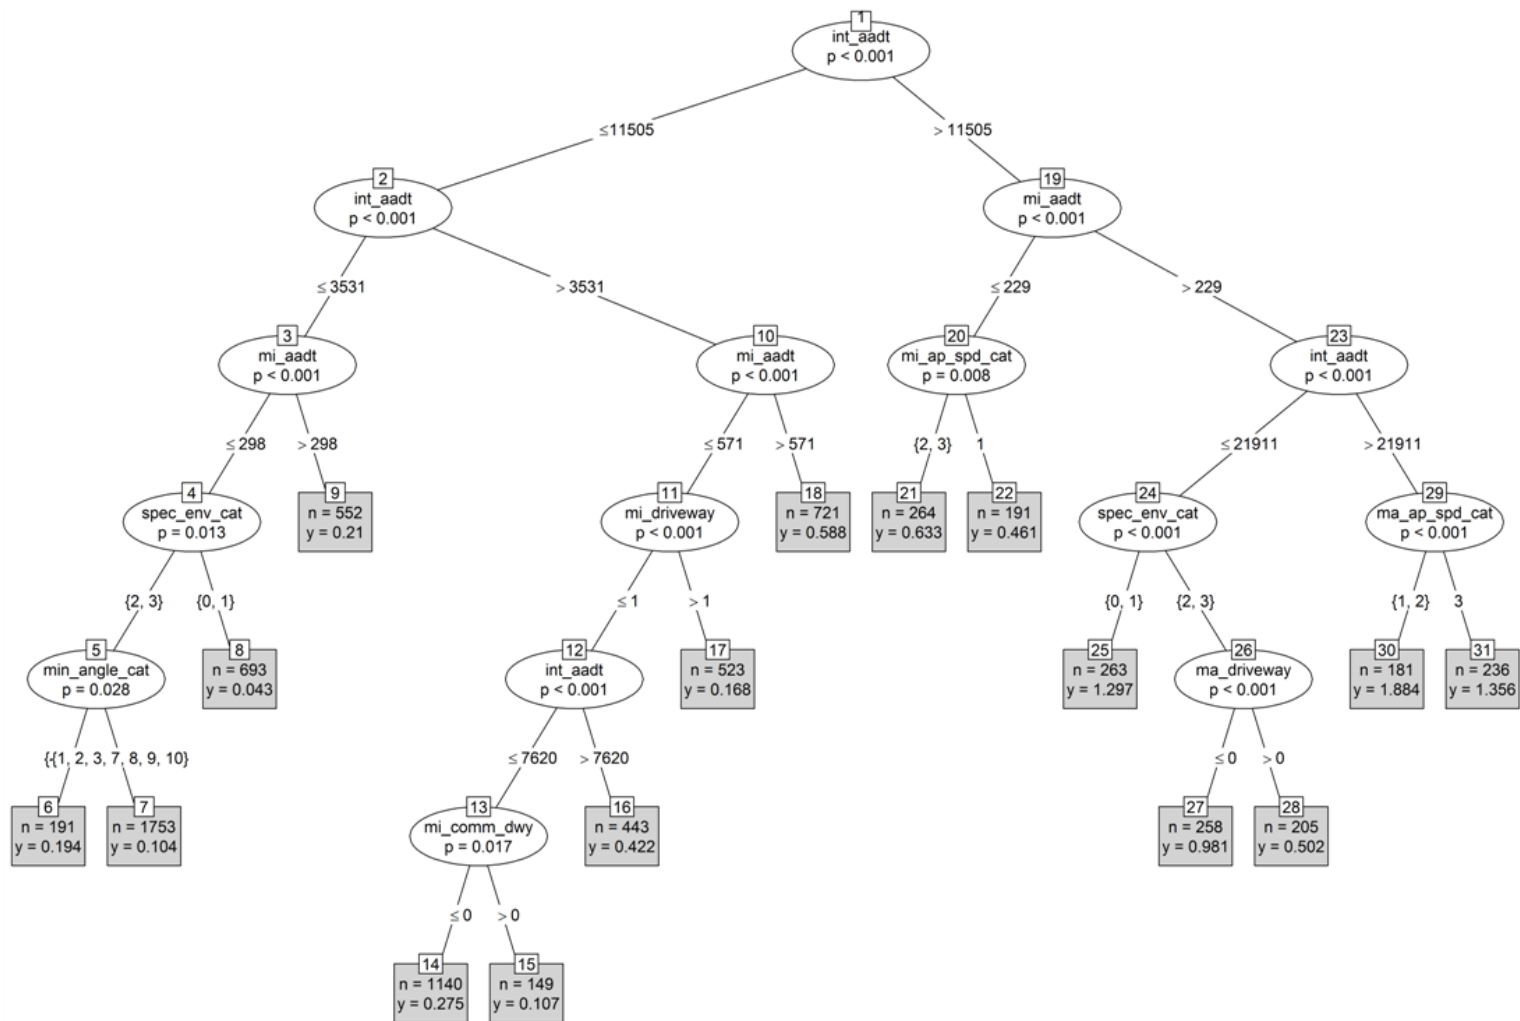 1
int_aadt
p < 0.001
≤11505
> 11505
2
int_aadt
p < 0.001
19
mi_aadt
p < 0.001
≤ 3531
> 3531
≤ 229
> 229
3
mi_aadt
p < 0.001
10
mi_aadt
p < 0.001
20
mi_ap_spd_cat
p = 0.008
23
int_aadt
p < 0.001
≤ 298
> 298
≤ 571
> 571
{2, 3}
1
≤ 21911
> 21911
4
spec_env_cat
p = 0.013
9
n = 552
y = 0.21
11
mi_driveway
p < 0.001
18
n = 721
y = 0.588
21
n = 264
y = 0.633
22
n = 191
y = 0.461
24
spec_env_cat
p < 0.001
29
ma_ap_spd_cat
p < 0.001
{2, 3}
{0, 1}
≤ 1
> 1
{0, 1}
{2, 3}
{1, 2}
3
5
min_angle_cat
p = 0.028
8
n = 693
y = 0.043
12
int_aadt
p < 0.001
17
n = 523
y = 0.168
25
n = 263
y = 1.297
26
ma_driveway
p < 0.001
30
n = 181
y = 1.884
31
n = 236
y = 1.356
{1, 2, 3, 7, 8, 9, 10}
≤ 7620
> 7620
≤ 0
> 0
6
n = 191
y = 0.194
7
n = 1753
y = 0.104
13
mi_comm_dwy
p = 0.017
16
n = 443
y = 0.422
27
n = 258
y = 0.981
28
n = 205
y = 0.502
≤ 0
> 0
14
n = 1140
y = 0.275
15
n = 149
y = 0.107